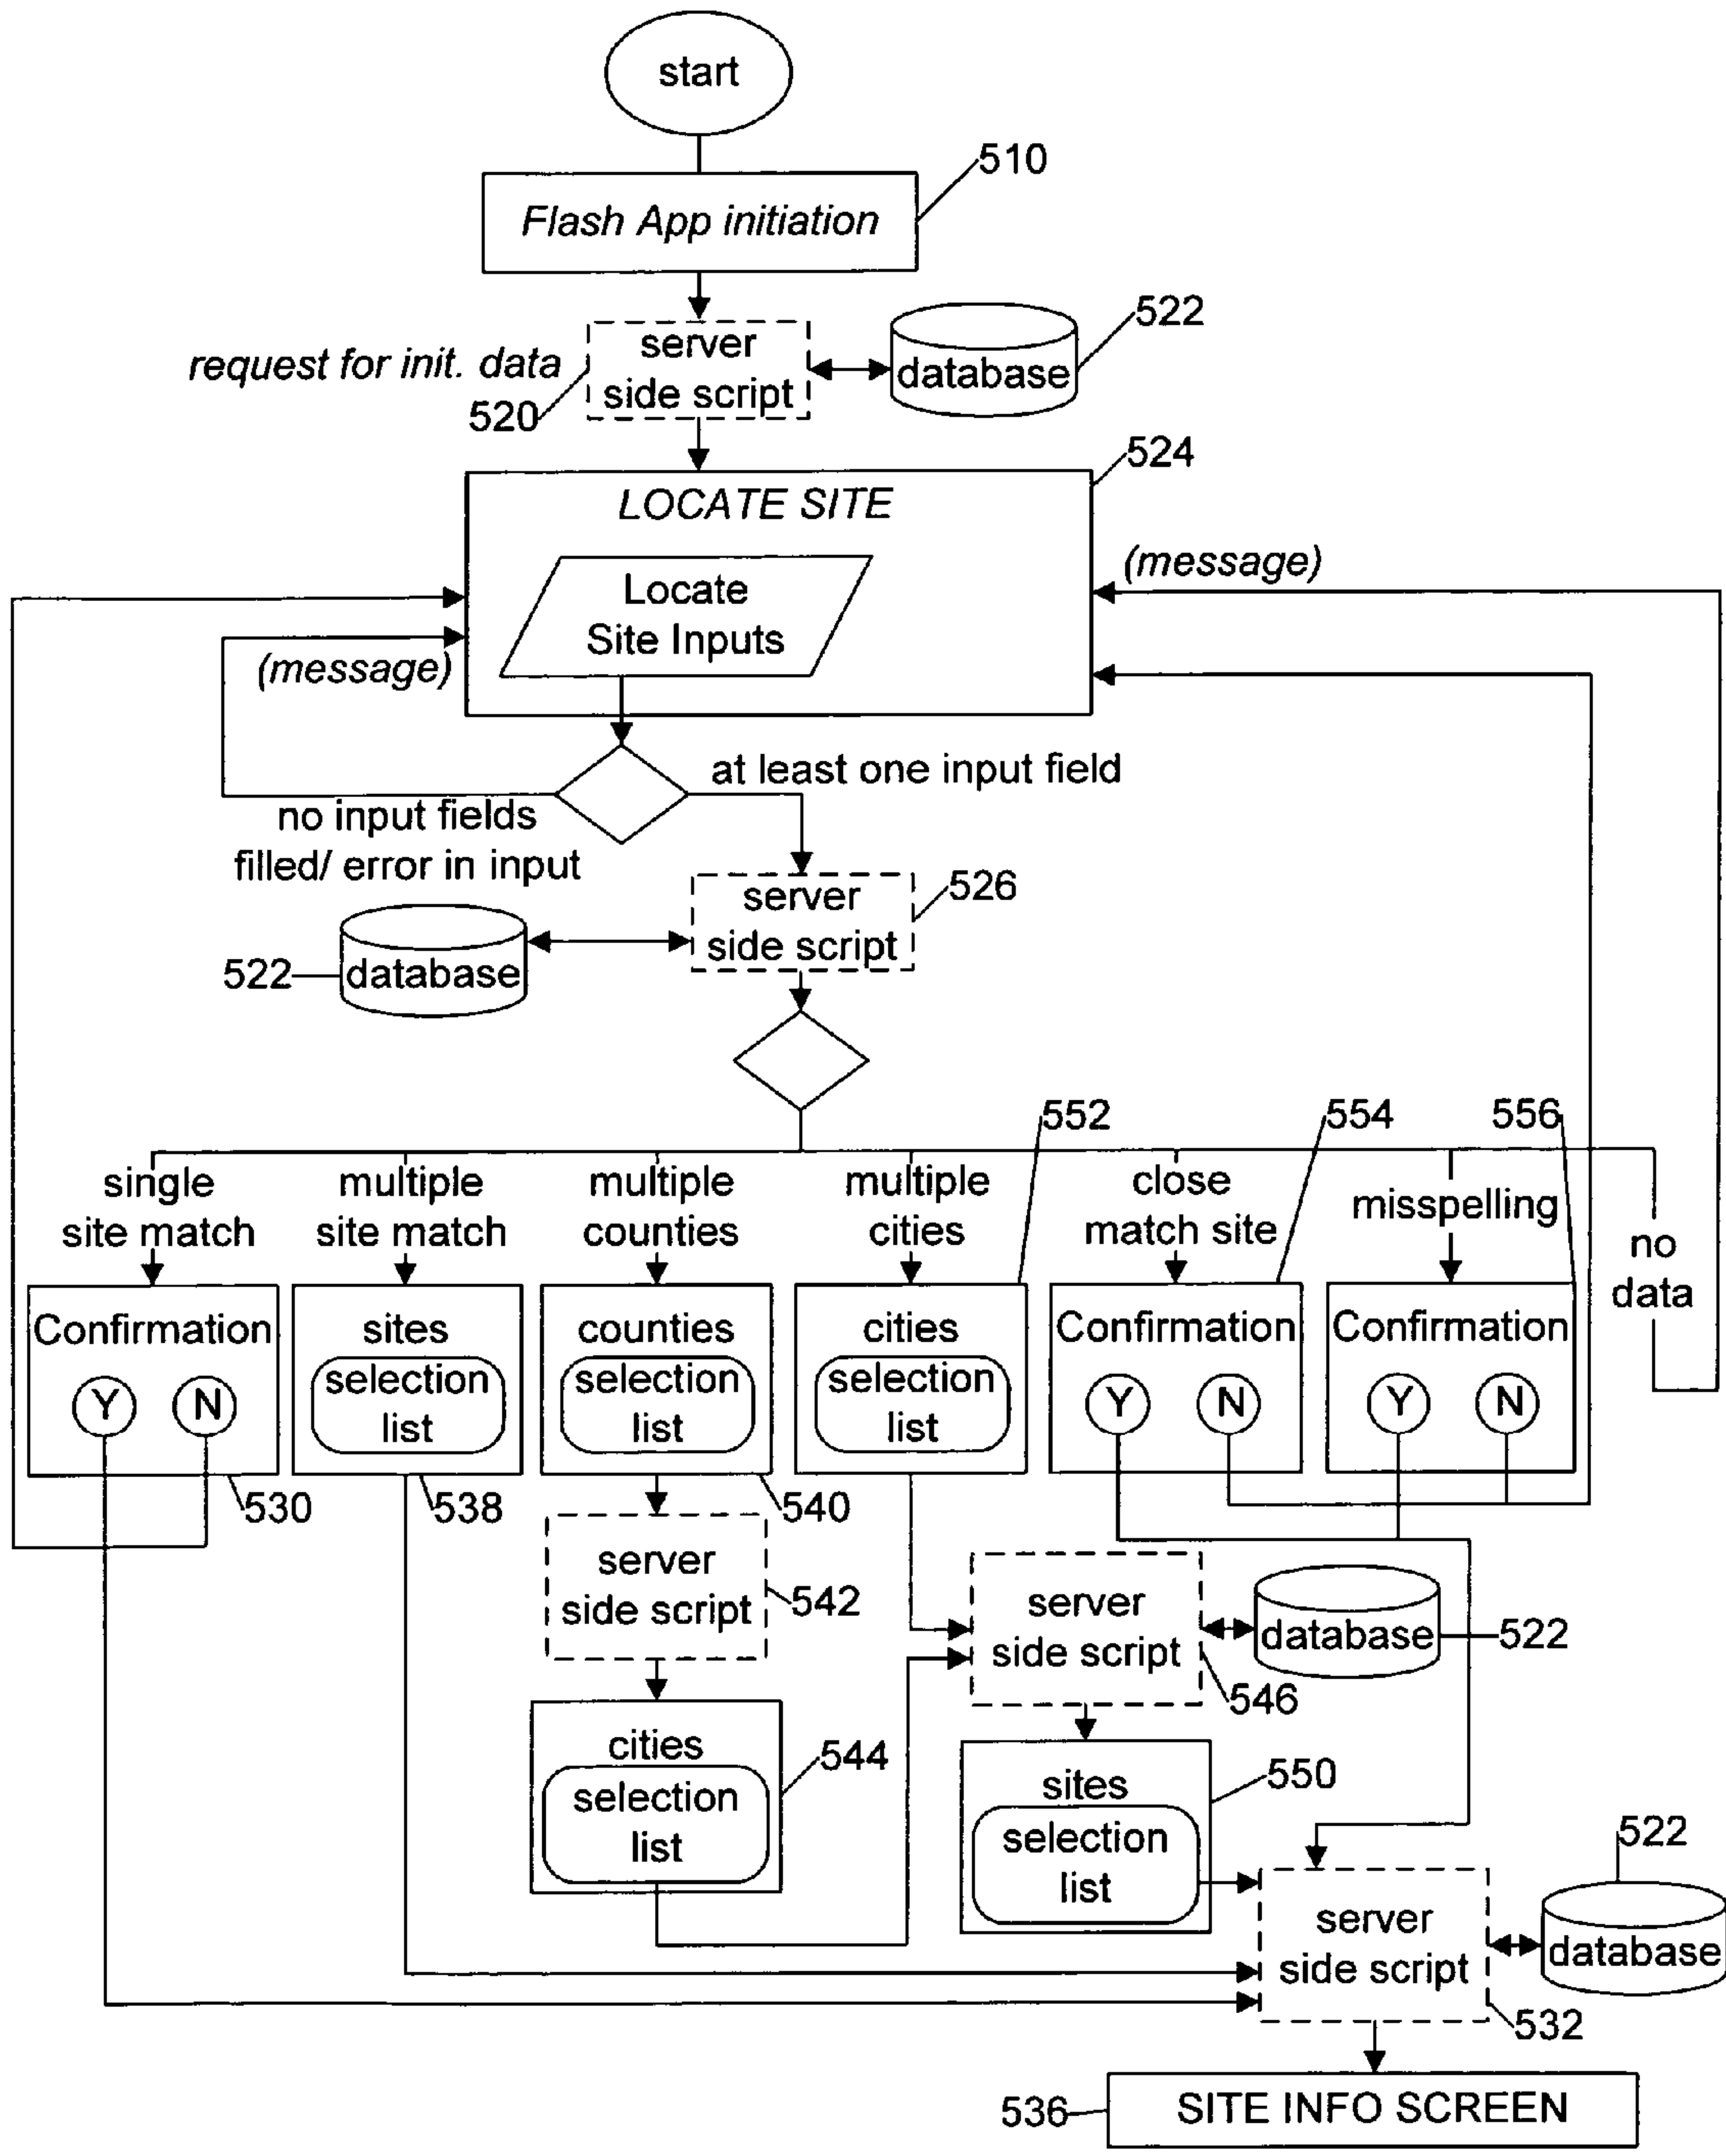 start
510
Flash App initiation
522
request for init. data
server
side script
database
520
524
LOCATE SITE
(message)
Locate
Site Inputs
(message)
at least one input field
no input fields
filled/ error in input
526
server
side script
522
database
552
554
556
single
site match
multiple
site match
multiple
counties
multiple
cities
close
match site
misspelling
no
data
Confirmation
Y
N
sites
selection
list
counties
selection
list
cities
selection
list
Confirmation
Y
N
Confirmation
Y
N
530
538
540
server
side script
542
server
side script
database
522
546
cities
selection
list
544
sites
selection
list
550
522
server
side script
database
532
536
SITE INFO SCREEN